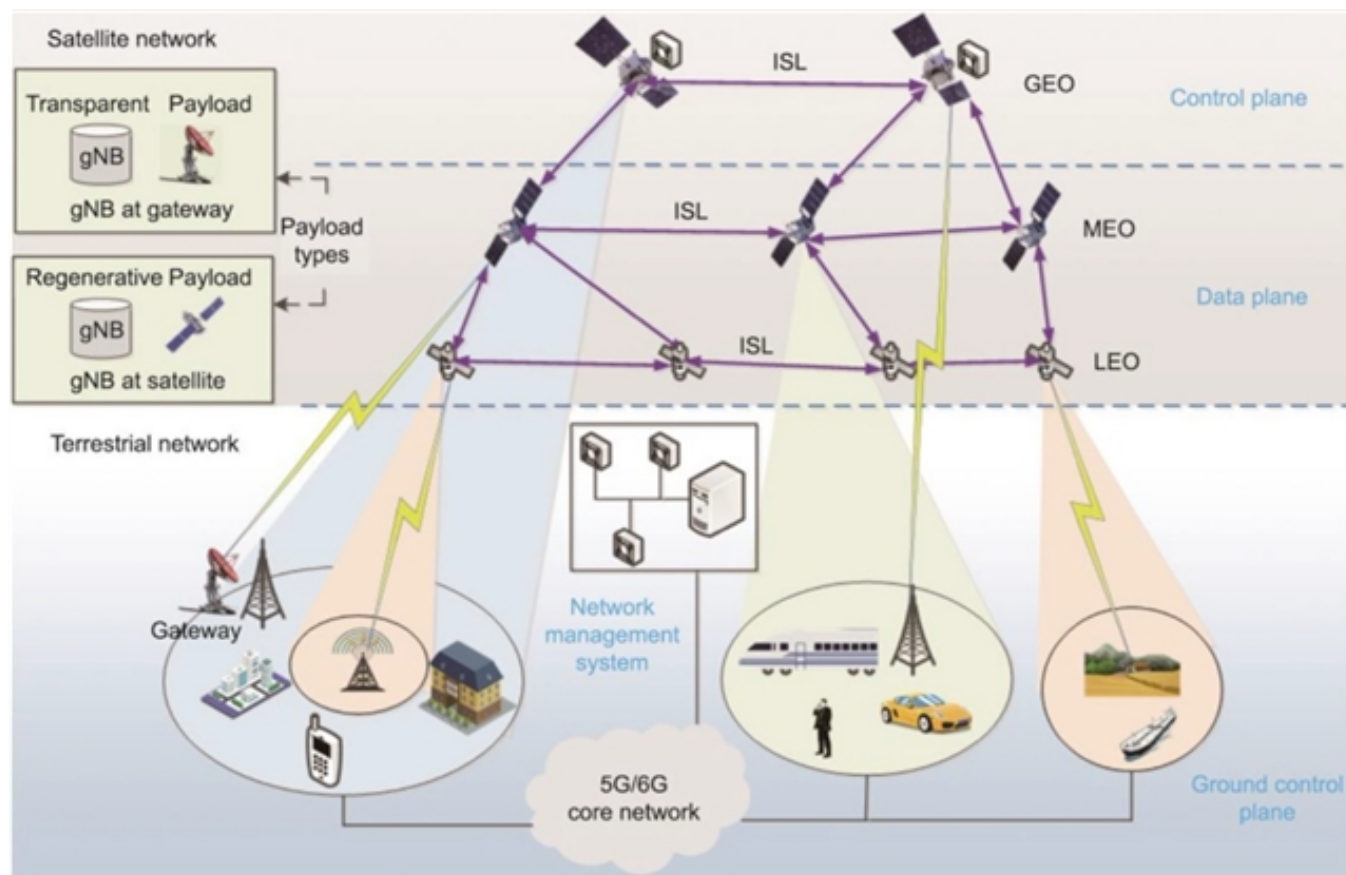 Satellite network
Transparent Payload
gNB
gNB at gateway
Payload
types
Regenerative Payload
gNB
gNB at satellite
ISL
GEO
Control plane
ISL
MEO
Data plane
ISL
LEO
Terrestrial network
Gateway
Network
management
system
5G/6G
core network
Ground control
plane